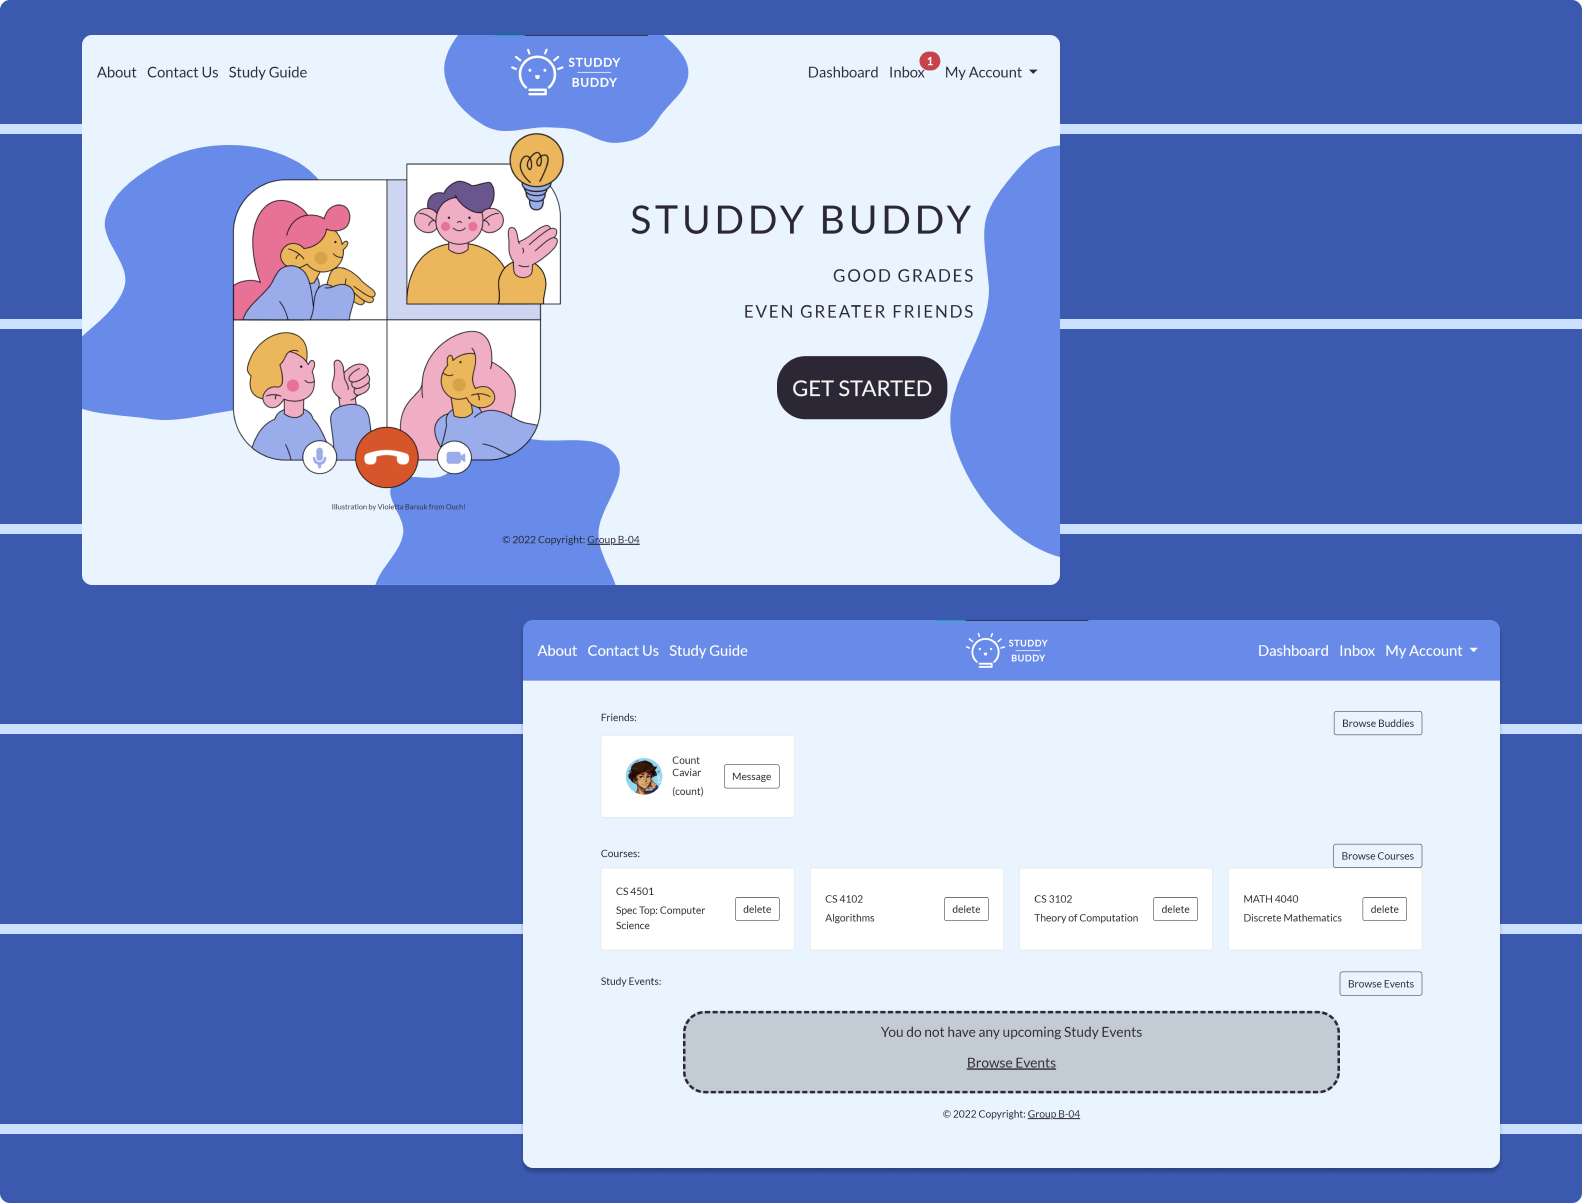 About Contact Us Study Guide
STUDDY
BUDDY
Dashboard Inbox 1 My Account
STUDDY BUDDY
GOOD GRADES
EVEN GREATER FRIENDS
GET STARTED
Illustration by Violetta Barsuk from Ouch!
© 2022 Copyright: Group B-04
About Contact Us Study Guide
STUDDY
BUDDY
Dashboard Inbox My Account
Friends:
Browse Buddies
Count
Caviar
(count)
Message
Courses:
Browse Courses
CS 4501
Spec Top: Computer
Science
delete
CS 4102
Algorithms
delete
CS 3102
Theory of Computation
delete
MATH 4040
Discrete Mathematics
delete
Study Events:
Browse Events
You do not have any upcoming Study Events
Browse Events
© 2022 Copyright: Group B-04